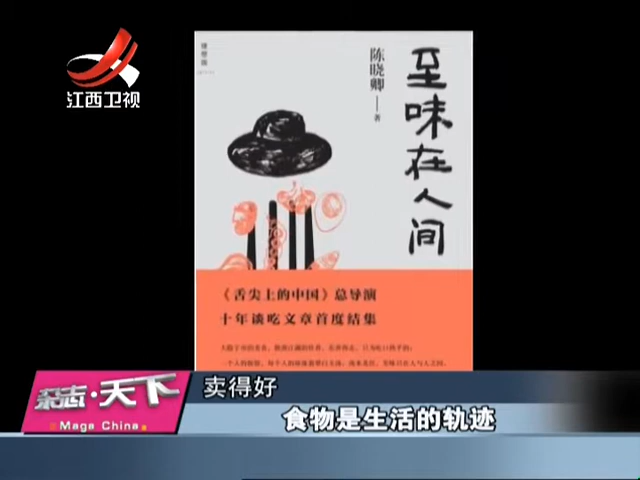 江西卫视
至味在人间
陈晓卿
著
《舌尖上的中国》总导演
十年谈吃文章首度结集
杂志·天下
Maga China
卖得好
食物是生活的轨迹